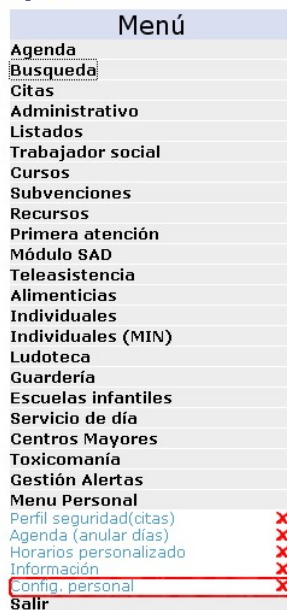 Menú
Agenda
Busqueda
Citas
Administrativo
Listados
Trabajador social
Cursos
Subvenciones
Recursos
Primera atención
Módulo SAD
Teleasistencia
Alimenticias
Individuales
Individuales (MIN)
Ludoteca
Guardería
Escuelas infantiles
Servicio de día
Centros Mayores
Toxicomanía
Gestión Alertas
Menu Personal
Perfil seguridad(citas)
Agenda (anular días)
Horarios personalizado
Información
Config. personal
Salir